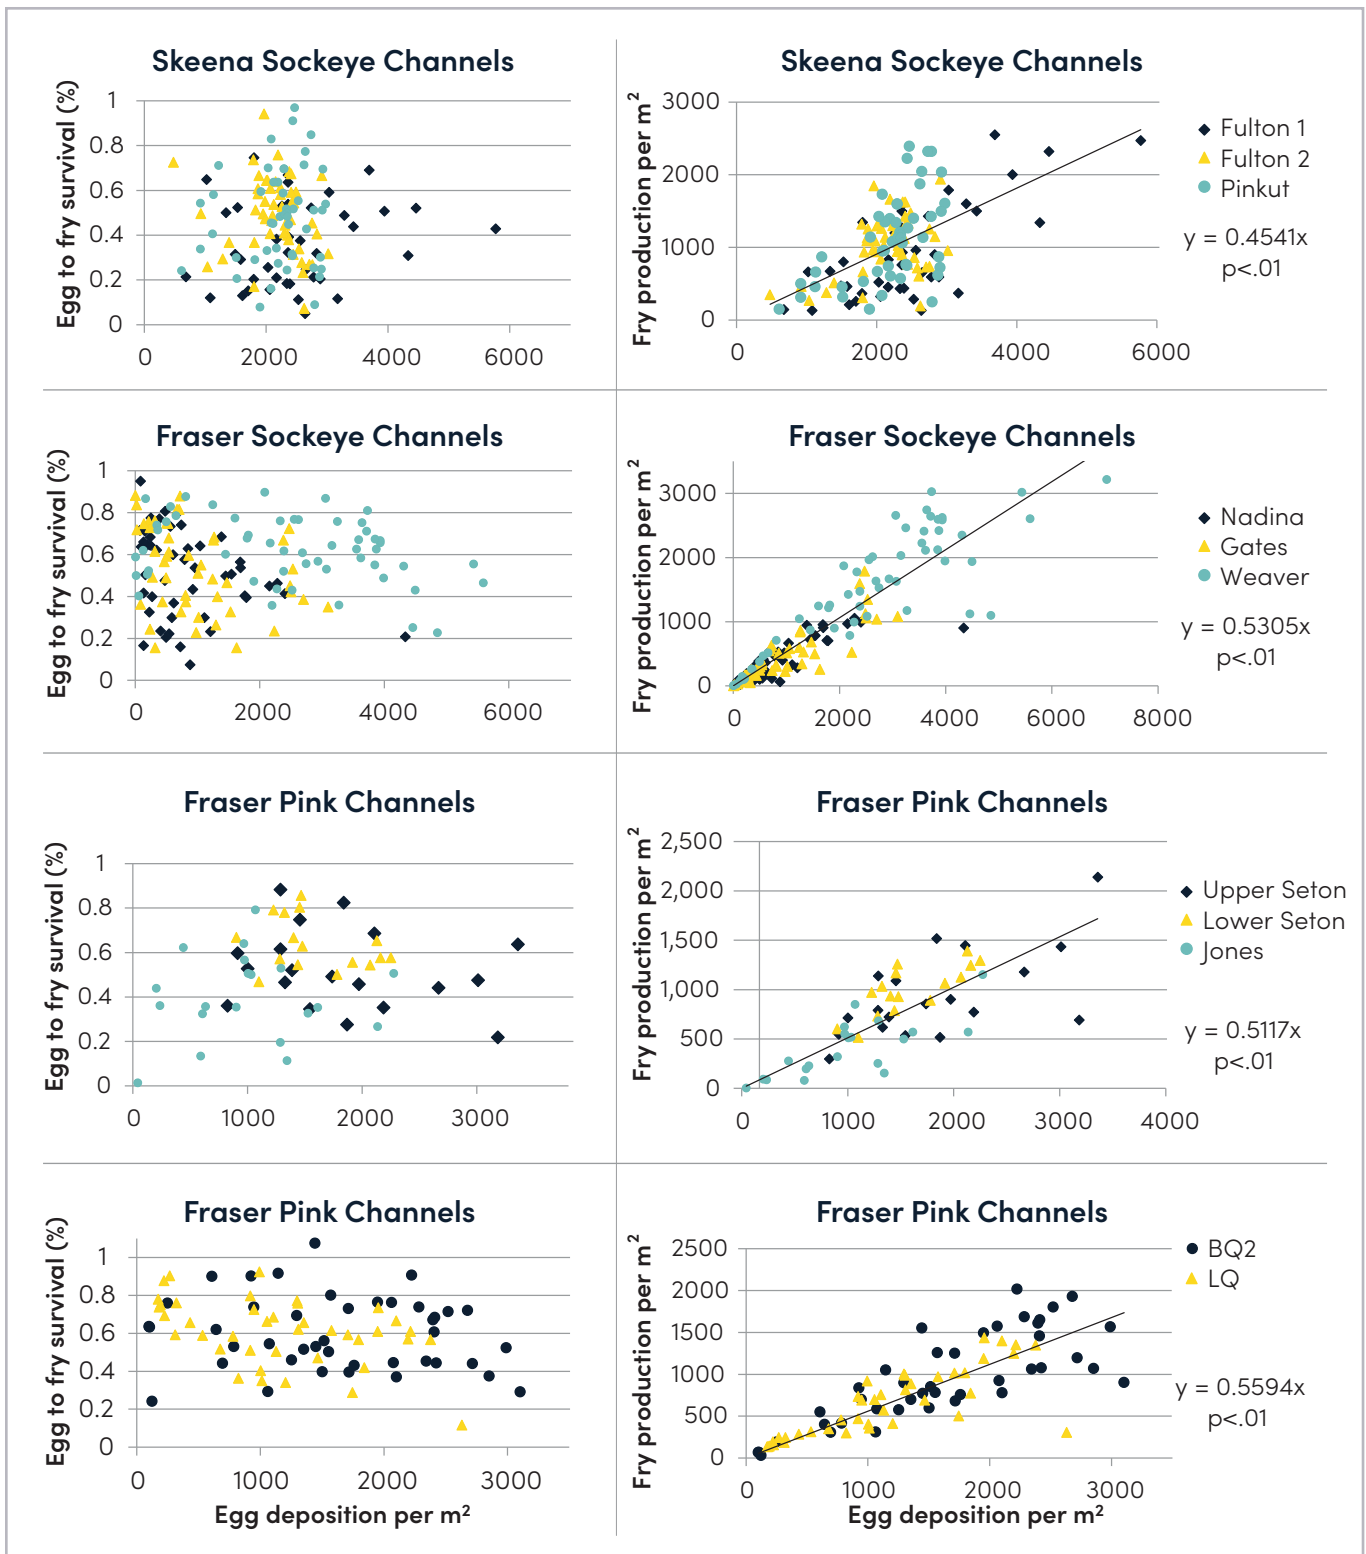 Skeena Sockeye Channels
Egg to fry survival (%)
1
0.8
0.6
0.4
0.2
0
0 2000 4000 6000
Skeena Sockeye Channels
Fry production per m²
3000
2000
1000
0
0 2000 4000 6000
Fulton 1
Fulton 2
Pinkut
y = 0.4541x
p<.01
Fraser Sockeye Channels
Egg to fry survival (%)
1
0.8
0.6
0.4
0.2
0
0 2000 4000 6000
Fraser Sockeye Channels
Fry production per m²
3000
2000
1000
0
0 2000 4000 6000 8000
Nadina
Gates
Weaver
y = 0.5305x
p<.01
Fraser Pink Channels
Egg to fry survival (%)
1
0.8
0.6
0.4
0.2
0
0 1000 2000 3000
Fraser Pink Channels
Fry production per m²
2,500
2,000
1,500
1,000
500
0
0 1000 2000 3000 4000
Upper Seton
Lower Seton
Jones
y = 0.5117x
p<.01
Fraser Pink Channels
Egg to fry survival (%)
1
0.8
0.6
0.4
0.2
0
0 1000 2000 3000
Egg deposition per m²
Fraser Pink Channels
Fry production per m²
2500
2000
1500
1000
500
0
0 1000 2000 3000
Egg deposition per m²
BQ2
LQ
y = 0.5594x
p<.01